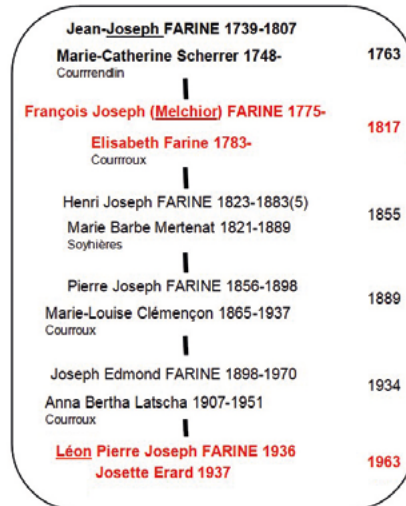 Jean-Joseph FARINE 1739-1807
Marie-Catherine Scherrer 1748- 1763
Courrrendin
François Joseph (Melchior) FARINE 1775-
1817
Elisabeth Farine 1783-
Courrroux
Henri Joseph FARINE 1823-1883(5)
1855
Marie Barbe Mertenat 1821-1889
Soyhières
Pierre Joseph FARINE 1856-1898
1889
Marie-Louise Clémençon 1865-1937
Courroux
Joseph Edmond FARINE 1898-1970
1934
Anna Bertha Latscha 1907-1951
Courroux
Léon Pierre Joseph FARINE 1936
1963
Josette Erard 1937